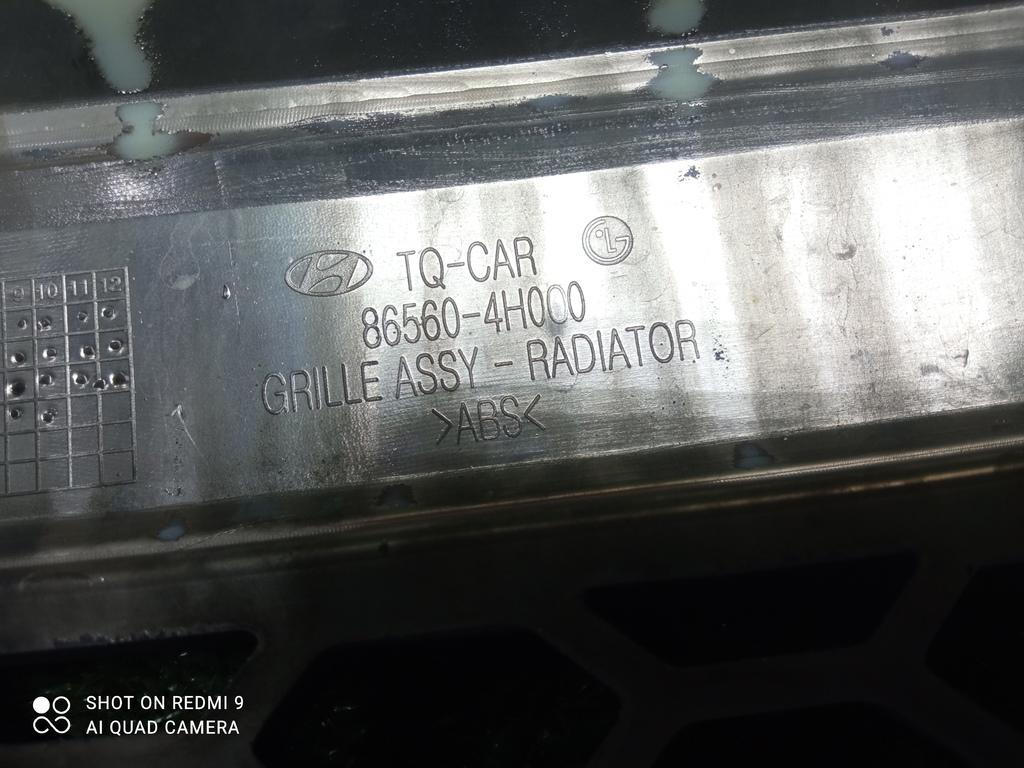 TQ-CAR
LG
86560-4H000
GRILLE ASSY - RADIATOR
>ABS<
9 10 11 12
SHOT ON REDMI 9
AI QUAD CAMERA